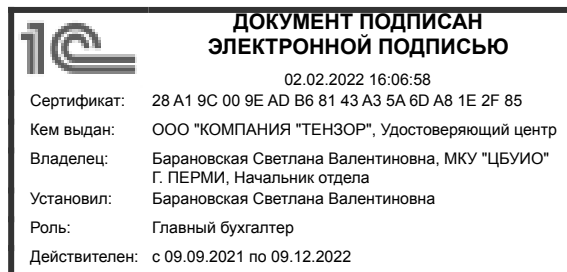 1С
ДОКУМЕНТ ПОДПИСАН
ЭЛЕКТРОННОЙ ПОДПИСЬЮ
02.02.2022 16:06:58
Сертификат: 28 A1 9C 00 9E AD B6 81 43 A3 5A 6D A8 1E 2F 85
Кем выдан: ООО "КОМПАНИЯ "ТЕНЗОР", Удостоверяющий центр
Владелец: Барановская Светлана Валентиновна, МКУ "ЦБУИО"
Г. ПЕРМИ, Начальник отдела
Установил: Барановская Светлана Валентиновна
Роль: Главный бухгалтер
Действителен: с 09.09.2021 по 09.12.2022